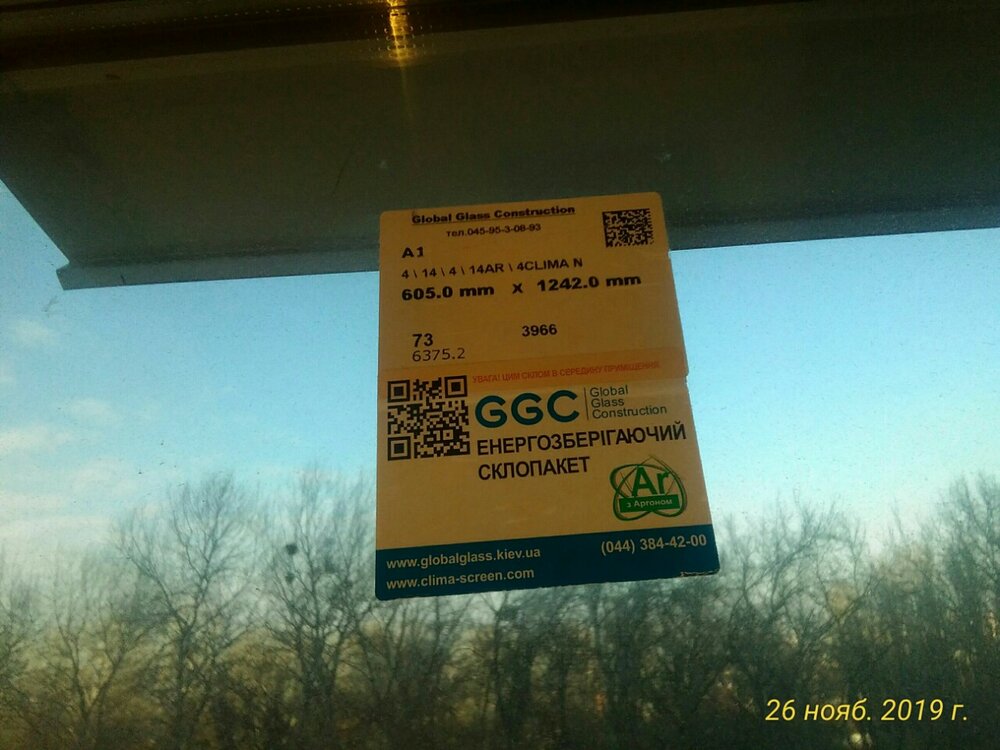 Global Glass Construction
тел.045-95-3-06-93
A1
4 \ 14 \ 4 \ 14AR \ 4CLIMA N
605.0 mm x 1242.0 mm
73
3966
6375.2
УВАГА! ЦИМ СКЛОМ В СЕРЕДИНУ ПРИМІЩЕННЯ
GGC
Global
Glass
Construction
ЕНЕРГОЗБЕРІГАЮЧИЙ
СКЛОПАКЕТ
Ar
з Аргоном
www.globalglass.kiev.ua
(044) 384-42-00
www.clima-screen.com
26 нояб. 2019 г.